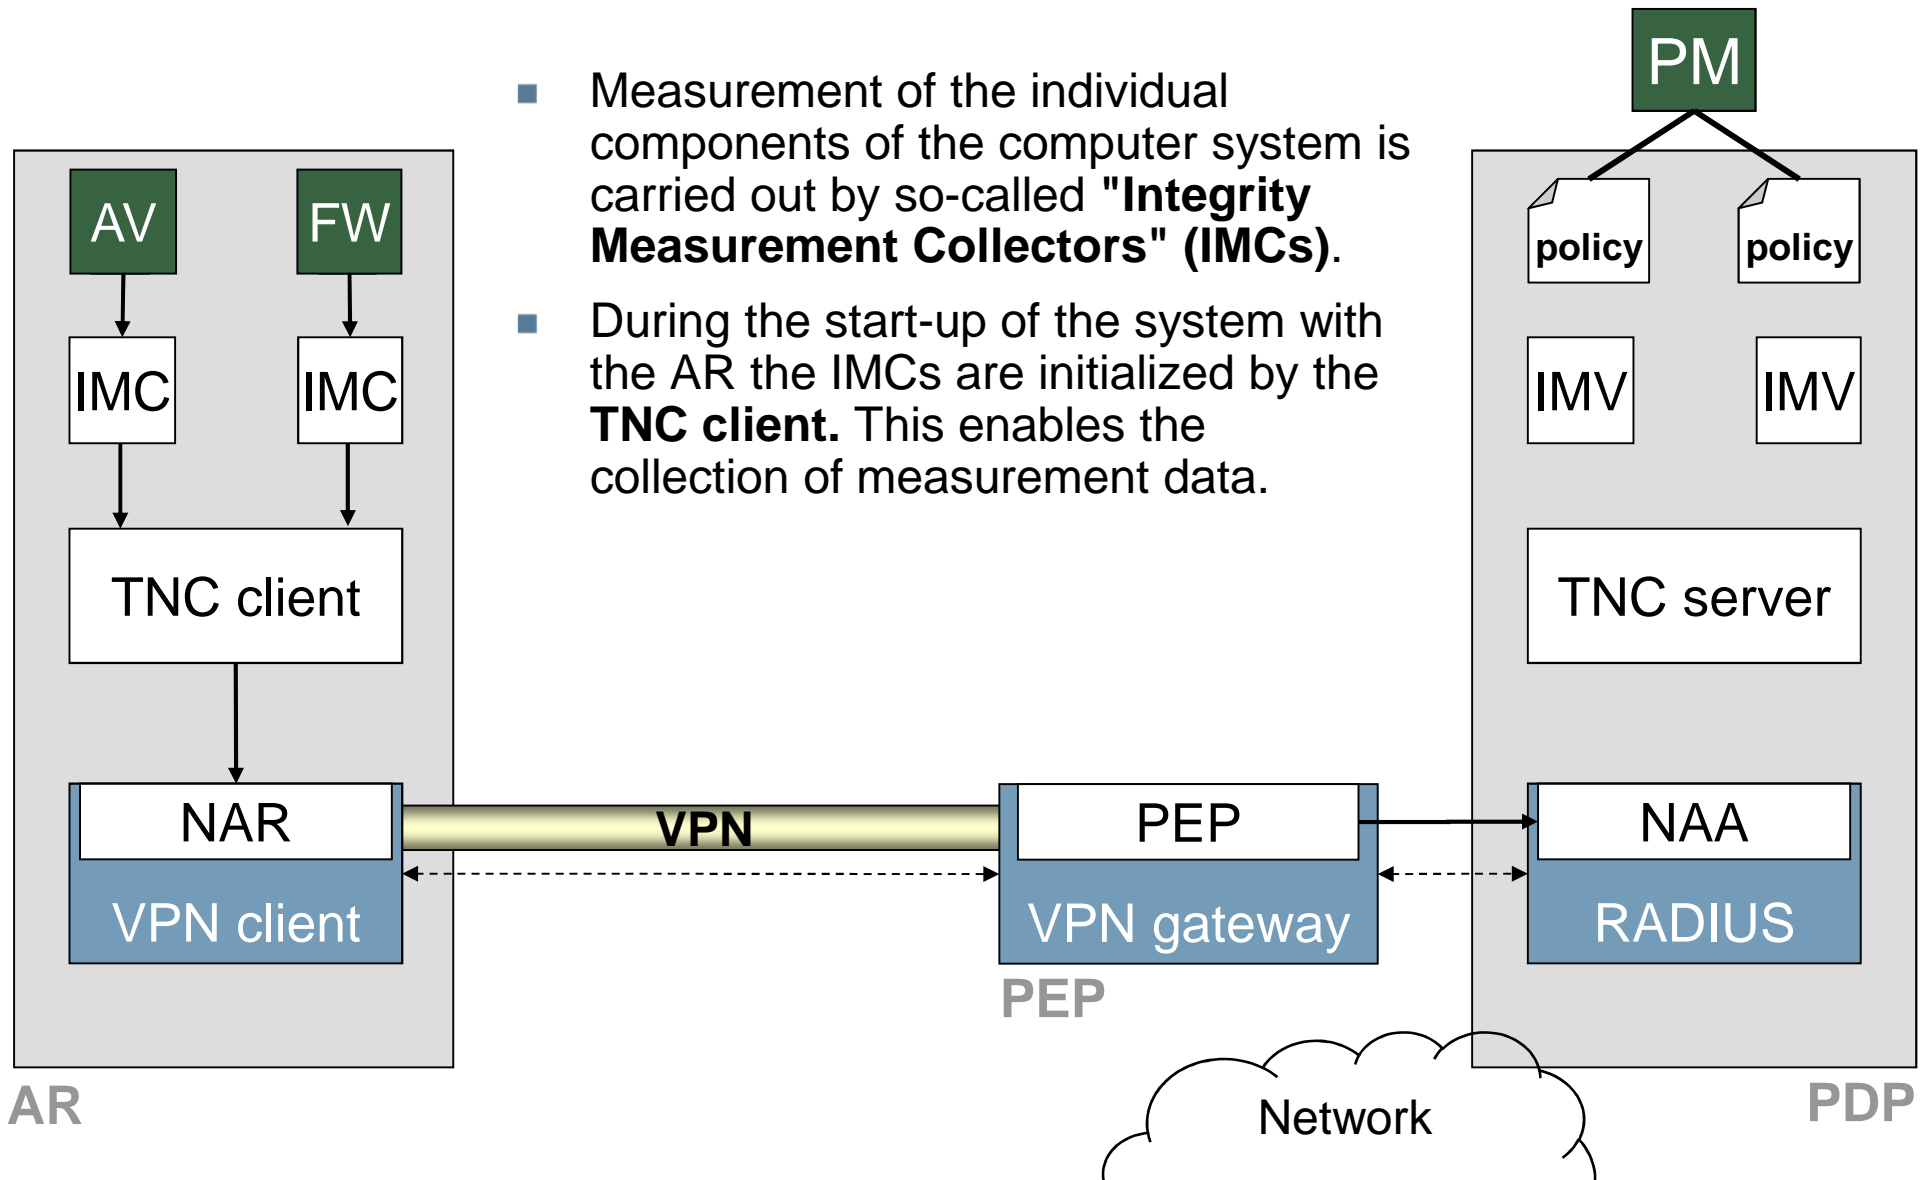 PM
Measurement of the individual
components of the computer system is
carried out by so-called "Integrity
Measurement Collectors" (IMCs).
During the start-up of the system with
the AR the IMCs are initialized by the
TNC client. This enables the
collection of measurement data.
AV FW
IMC IMC
TNC client
NAR
VPN client
AR
VPN
PEP
VPN gateway
PEP
policy policy
IMV IMV
TNC server
NAA
RADIUS
PDP
Network